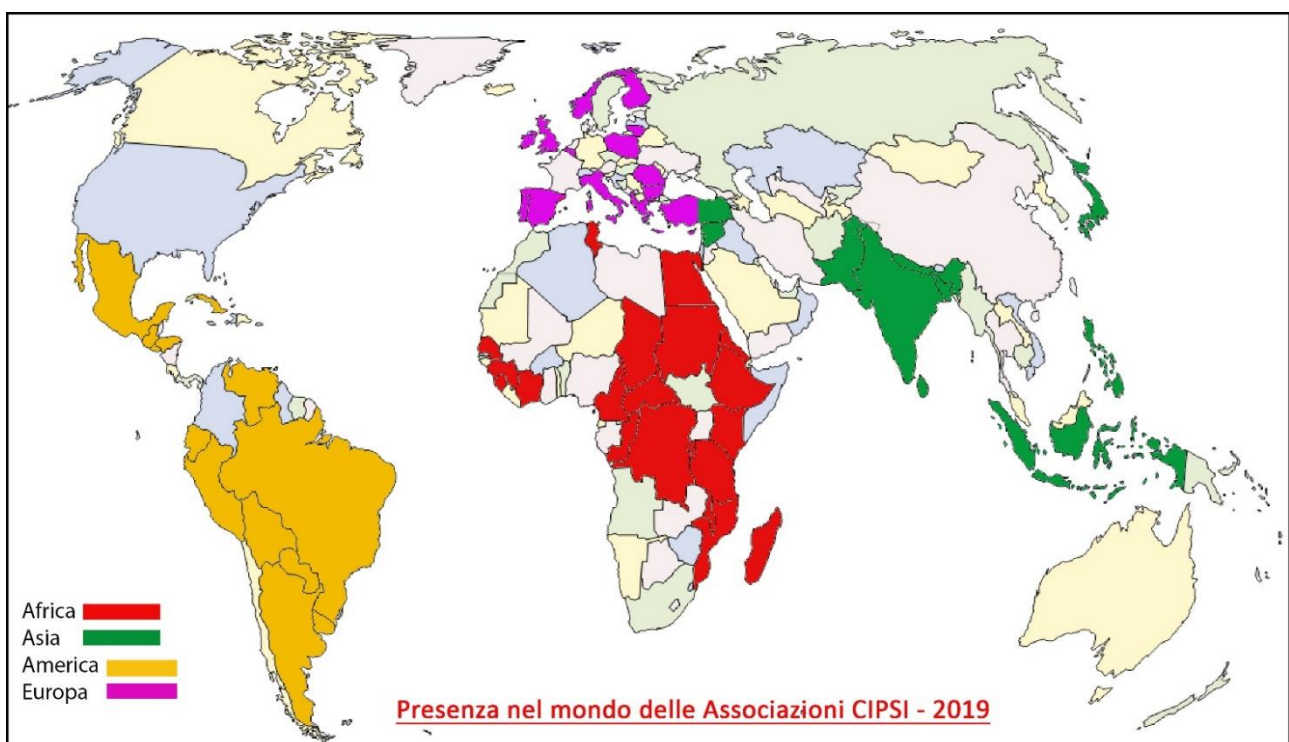 Africa
Asia
America
Europa
Presenza nel mondo delle Associazioni CIPSI - 2019